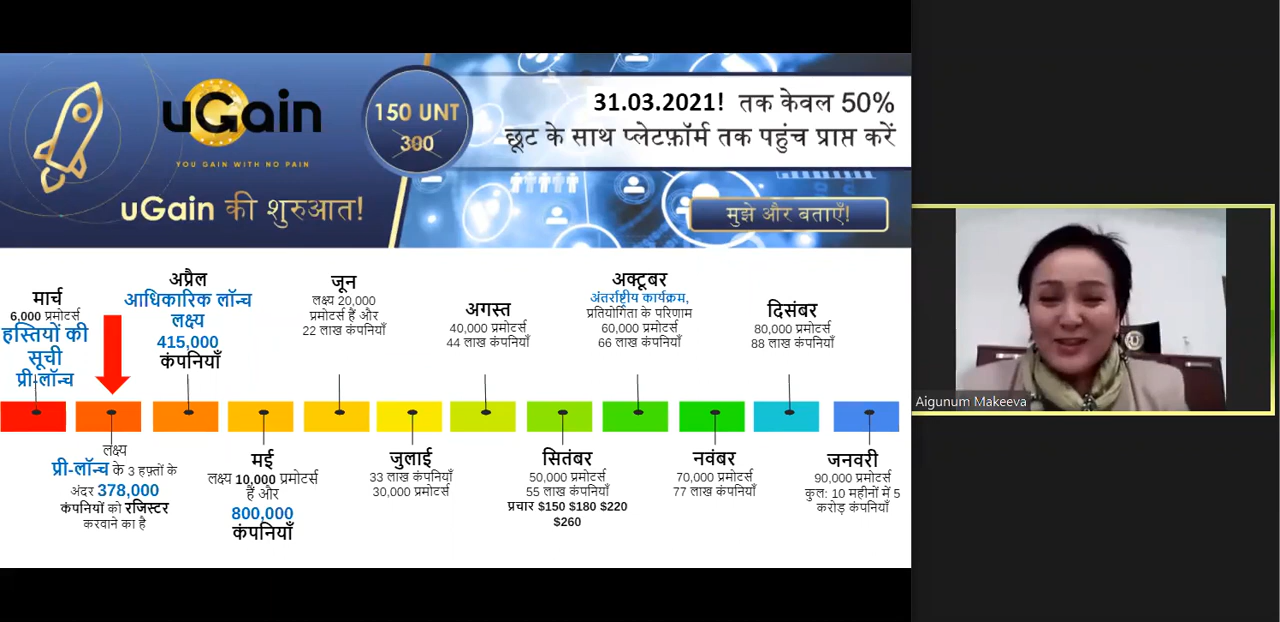 uGain
YOU GAIN WITH NO PAIN
uGain की शुरुआत!
150 UNT
300
31.03.2021! तक केवल 50%
छूट के साथ प्लेटफ़ॉर्म तक पहुंच प्राप्त करें
मुझे और बताएँ!
मार्च
6,000 प्रमोटर्स
हस्तियों की
सूची
प्री-लॉन्च
अप्रैल
आधिकारिक लॉन्च
लक्ष्य
415,000
कंपनियाँ
जून
लक्ष्य 20,000
प्रमोटर्स हैं और
22 लाख कंपनियाँ
अगस्त
40,000 प्रमोटर्स
44 लाख कंपनियाँ
अक्टूबर
अंतर्राष्ट्रीय कार्यक्रम,
प्रतियोगिता के परिणाम
60,000 प्रमोटर्स
66 लाख कंपनियाँ
दिसंबर
80,000 प्रमोटर्स
88 लाख कंपनियाँ
लक्ष्य
प्री-लॉन्च के 3 हफ़्तों के
अंदर 378,000
कंपनियों को रजिस्टर
करवाने का है
मई
लक्ष्य 10,000 प्रमोटर्स
हैं और
800,000
कंपनियाँ
जुलाई
33 लाख कंपनियाँ
30,000 प्रमोटर्स
सितंबर
50,000 प्रमोटर्स
55 लाख कंपनियाँ
प्रचार $150 $180 $220
$260
नवंबर
70,000 प्रमोटर्स
77 लाख कंपनियाँ
जनवरी
90,000 प्रमोटर्स
कुल: 10 महीनों में 5
करोड़ कंपनियाँ
Aigunum Makeeva